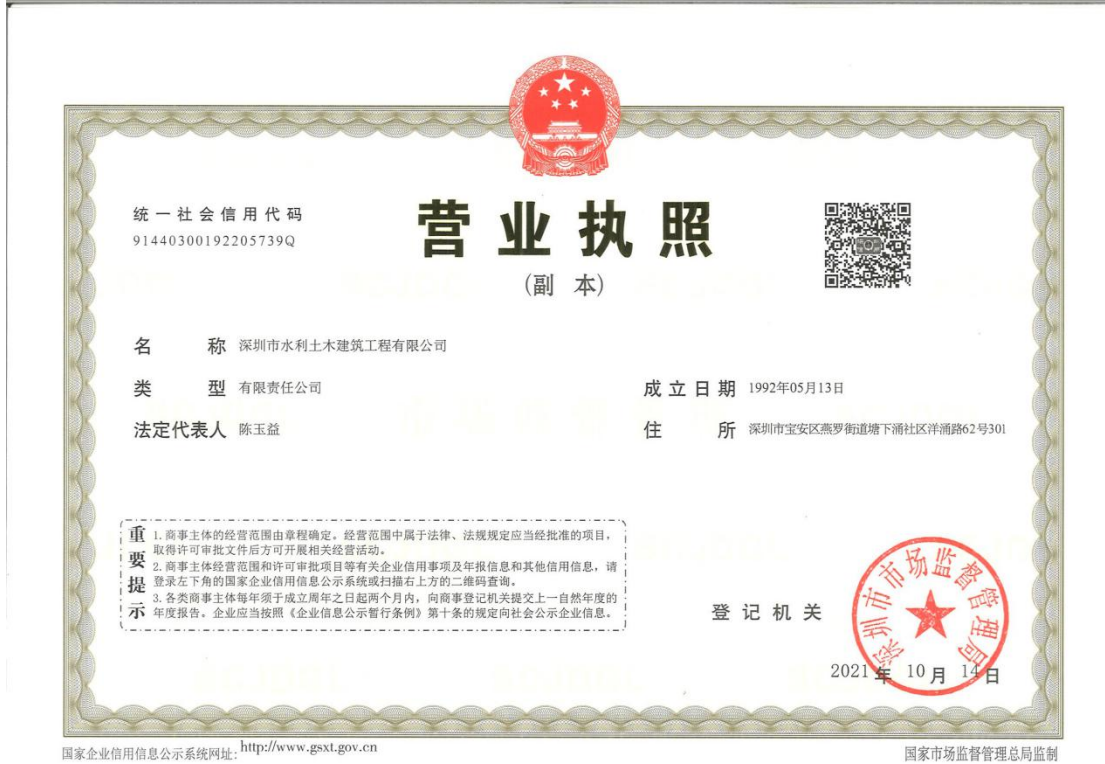 统一社会信用代码
91440300192205739Q
营业执照
(副 本)
名 称 深圳市水利土木建筑工程有限公司
类 型 有限责任公司
成立日期 1992年05月13日
法定代表人 陈玉益
住 所 深圳市宝安区燕罗街道塘下涌社区洋涌路62号301
重要提示
1. 商事主体的经营范围由章程确定。经营范围中属于法律、法规规定应当经批准的项目，
取得许可审批文件后方可开展相关经营活动。
2. 商事主体经营范围和许可审批项目等有关企业信用事项及年报信息和其他信用信息，请
登录左下角的国家企业信用信息公示系统或扫描右上方的二维码查询。
3. 各类商事主体每年须于成立周年之日起两个月内，向商事登记机关提交上一自然年度的
年度报告。企业应当按照《企业信息公示暂行条例》第十条的规定向社会公示企业信息。
登记机关
深圳市市场监督管理局
2021年 10月 14日
国家企业信用信息公示系统网址: http://www.gsxt.gov.cn
国家市场监督管理总局监制